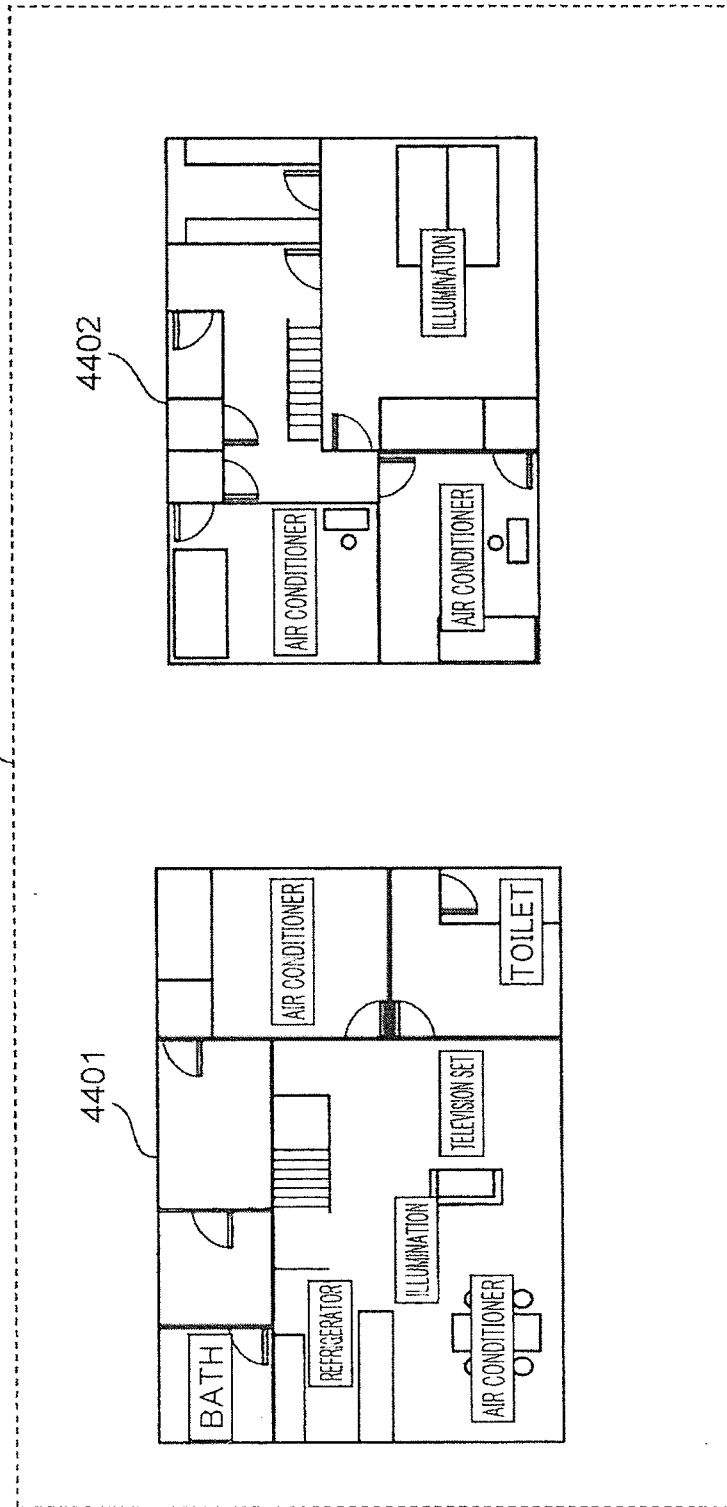 4401
BATH
REFRIGERATOR
ILLUMINATION
AIR CONDITIONER
TELEVISION SET
AIR CONDITIONER
TOILET
4402
AIR CONDITIONER
AIR CONDITIONER
ILLUMINATION